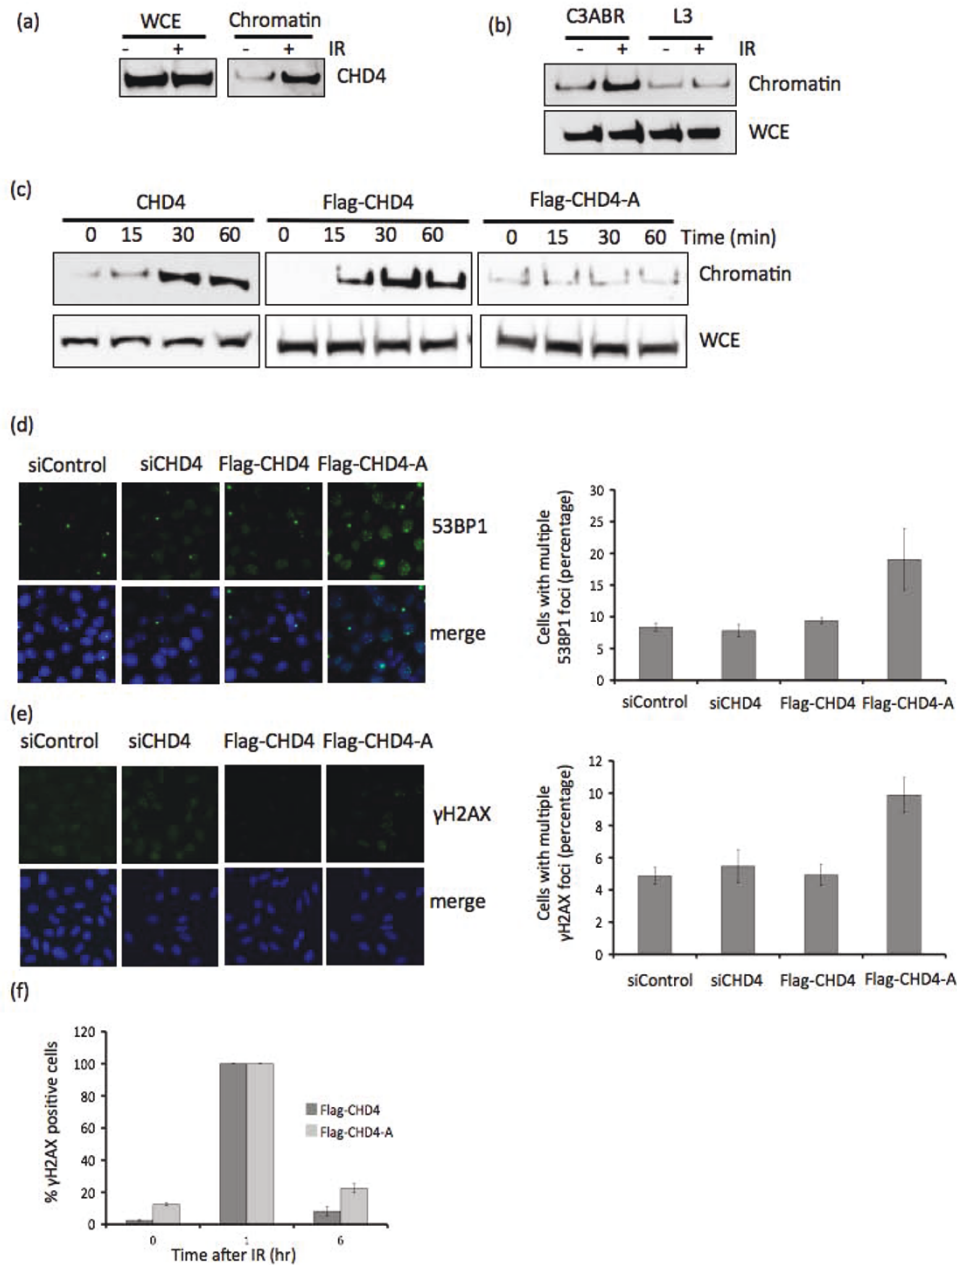 (a)
WCE Chromatin
- + - + IR
CHD4
(b)
C3ABR L3
- + - + IR
Chromatin
WCE
(c)
CHD4 Flag-CHD4 Flag-CHD4-A
0 15 30 60 0 15 30 60 0 15 30 60 Time (min)
Chromatin
WCE
(d)
siControl siCHD4 Flag-CHD4 Flag-CHD4-A
53BP1
merge
Cells with multiple
53BP1 foci (percentage)
30
25
20
15
10
5
0
siControl siCHD4 Flag-CHD4 Flag-CHD4-A
(e)
siControl siCHD4 Flag-CHD4 Flag-CHD4-A
γH2AX
merge
Cells with multiple
γH2AX foci (percentage)
12
10
8
6
4
2
0
siControl siCHD4 Flag-CHD4 Flag-CHD4-A
(f)
% γH2AX positive cells
120
100
80
60
40
20
0
Flag-CHD4
Flag-CHD4-A
0 1 6
Time after IR (hr)